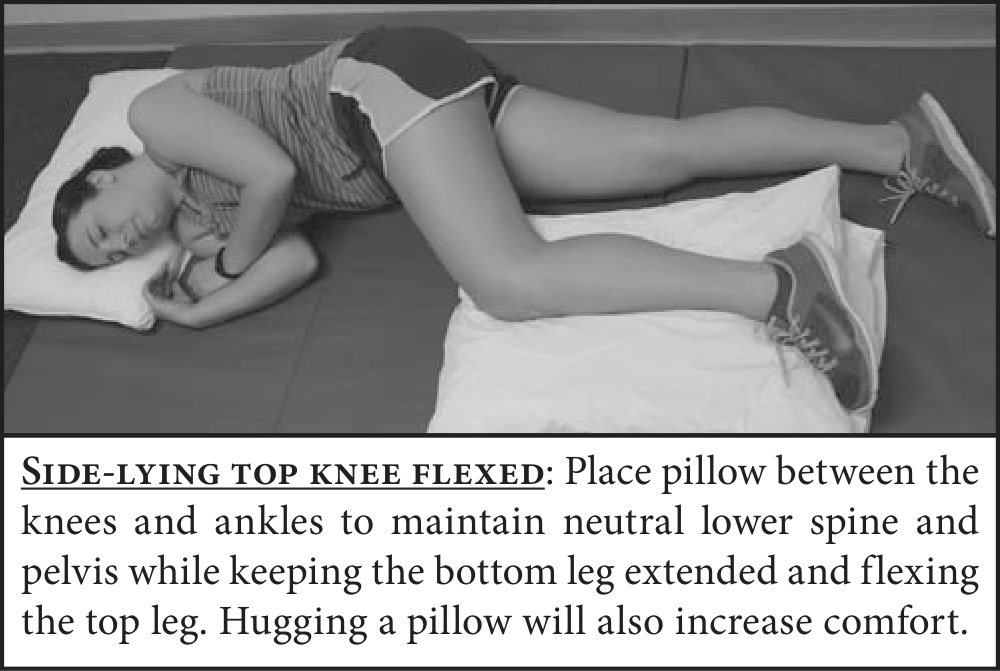 Side-lying top knee flexed: Place pillow between the
knees and ankles to maintain neutral lower spine and
pelvis while keeping the bottom leg extended and flexing
the top leg. Hugging a pillow will also increase comfort.